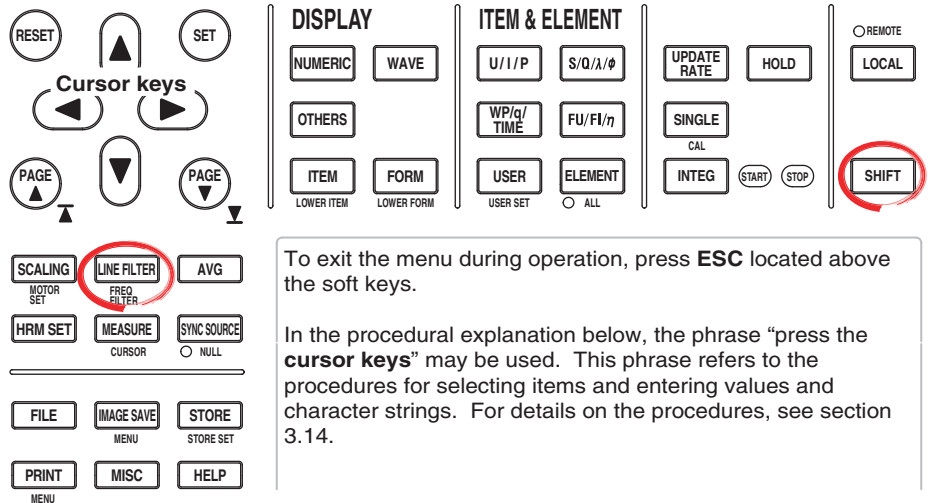 DISPLAY
ITEM & ELEMENT
RESET
SET
REMOTE
NUMERIC
WAVE
U/I/P
S/Q/λ/ϕ
UPDATE RATE
HOLD
LOCAL
Cursor keys
OTHERS
WP/q/TIME
FU/FI/η
SINGLE
CAL
PAGE
PAGE
ITEM
FORM
USER
ELEMENT
INTEG
START
STOP
SHIFT
LOWER ITEM
LOWER FORM
USER SET
ALL
SCALING
LINE FILTER
AVG
MOTOR SET
FREQ FILTER
HRM SET
MEASURE
SYNC SOURCE
CURSOR
NULL
FILE
IMAGE SAVE
STORE
MENU
STORE SET
PRINT
MISC
HELP
MENU
To exit the menu during operation, press ESC located above
the soft keys.
In the procedural explanation below, the phrase “press the
cursor keys” may be used. This phrase refers to the
procedures for selecting items and entering values and
character strings. For details on the procedures, see section
3.14.